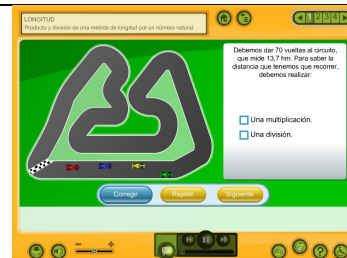 LONGITUD
Producto y división de una medida de longitud por un número natural.
1 2 3 4
Debemos dar 70 vueltas al circuito,
que mide 13,7 hm. Para saber la
distancia que tenemos que recorrer,
debemos realizar:
Una multiplicación.
Una división.
Corregir Repetir Siguiente
- +
?